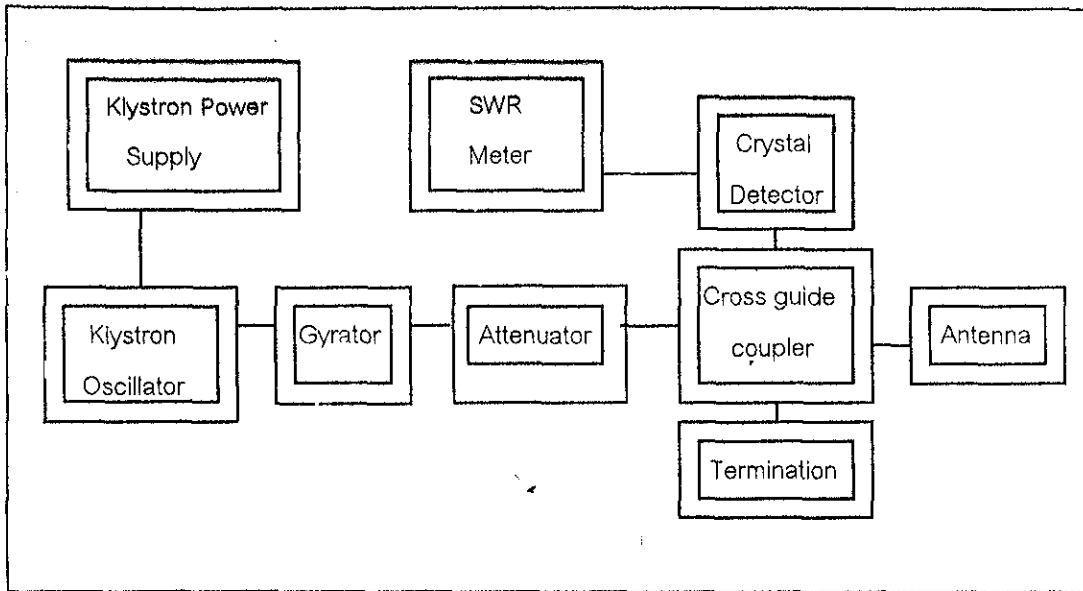 Klystron Power
Supply
SWR
Meter
Crystal
Detector
Klystron
Oscillator
Gyrator
Attenuator
Cross guide
coupler
Antenna
Termination